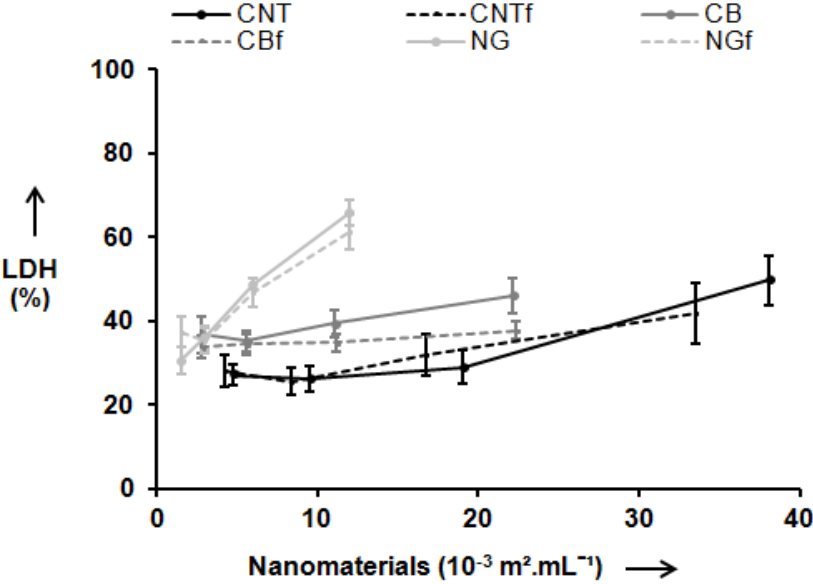 CNT CNTf CB
CBf NG NGf
100
80
60
40
20
0
LDH
(%)
0 10 20 30 40
Nanomaterials (10⁻³ m².mL⁻¹)